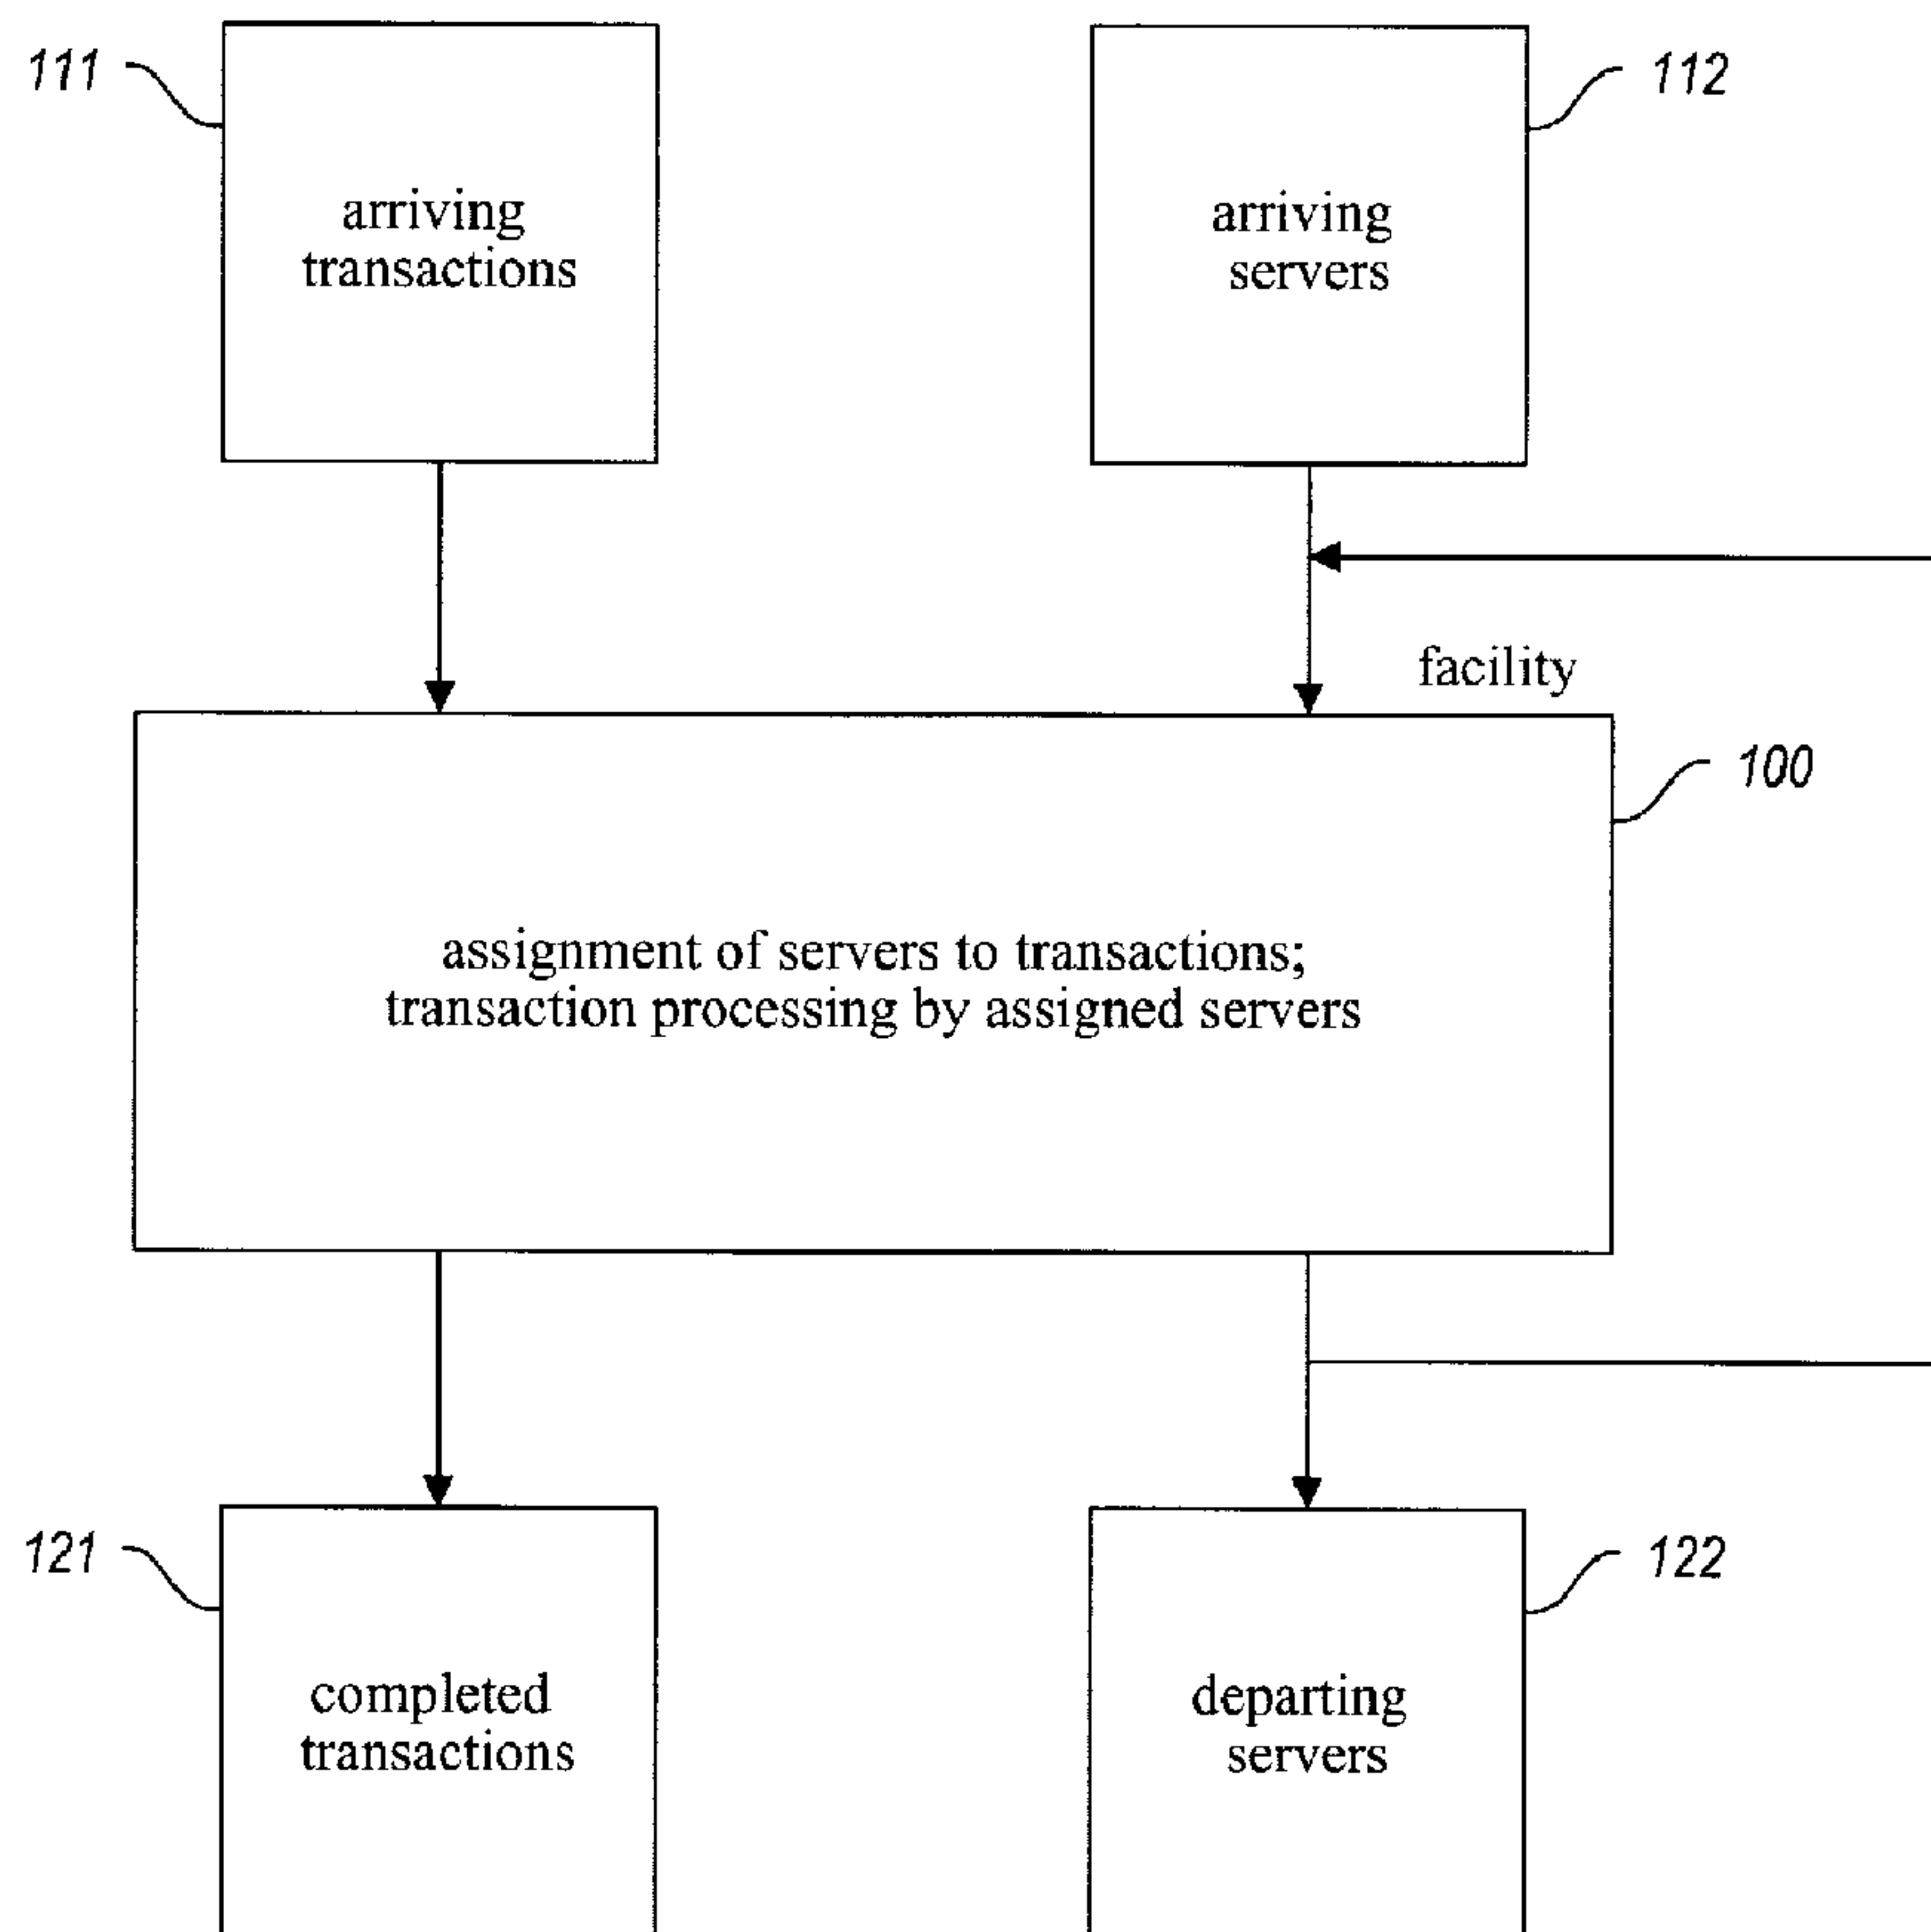 111
arriving
transactions
112
arriving
servers
facility
100
assignment of servers to transactions;
transaction processing by assigned servers
121
completed
transactions
122
departing
servers